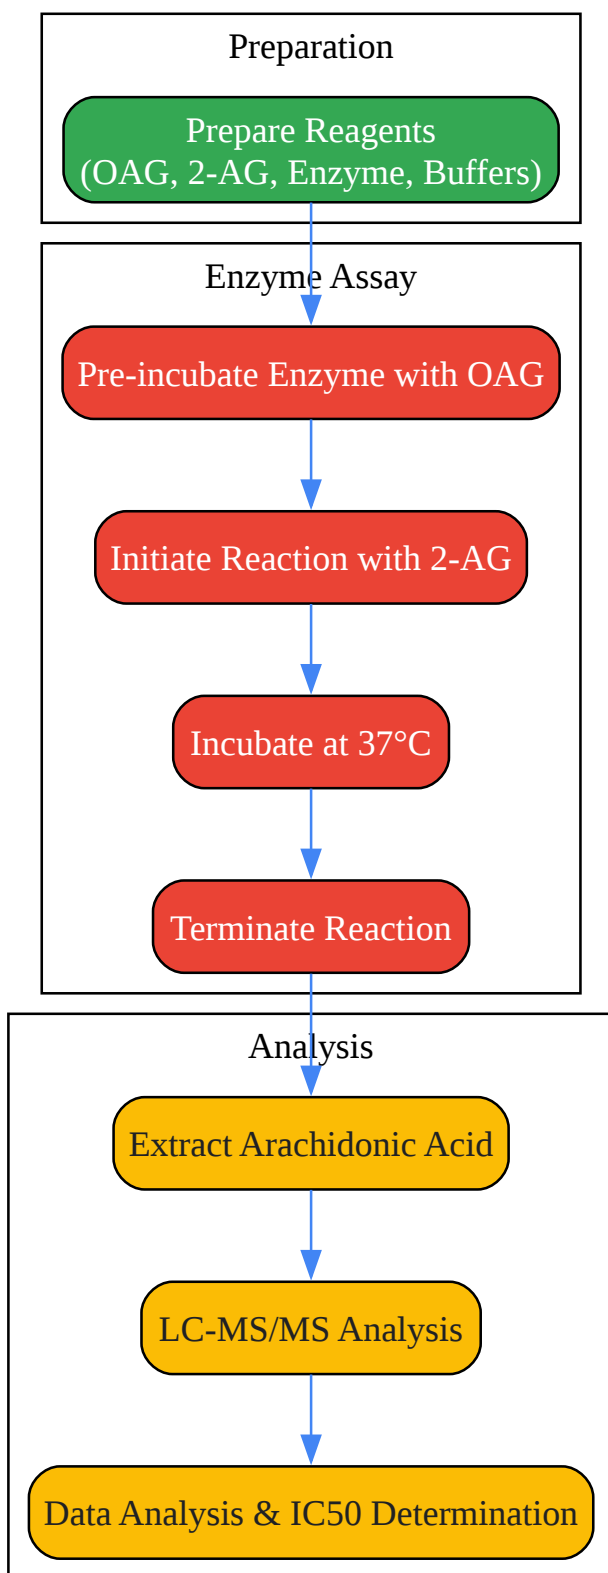 Preparation
Prepare Reagents
(OAG, 2-AG, Enzyme, Buffers)
Enzyme Assay
Pre-incubate Enzyme with OAG
Initiate Reaction with 2-AG
Incubate at 37°C
Terminate Reaction
Analysis
Extract Arachidonic Acid
LC-MS/MS Analysis
Data Analysis & IC50 Determination